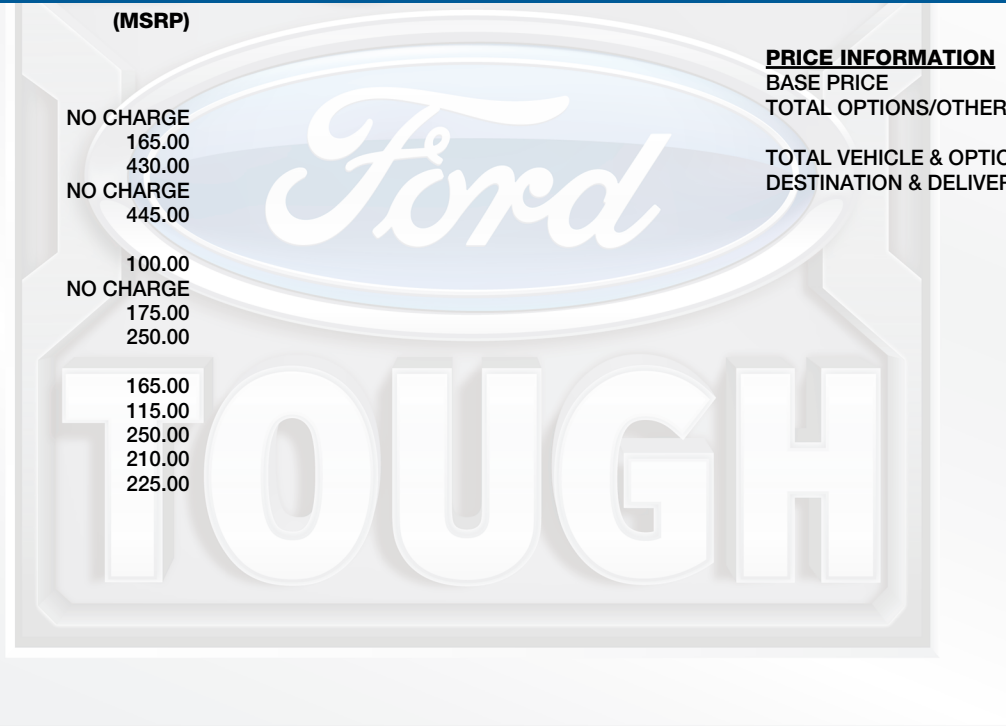 (MSRP)
NO CHARGE
165.00
430.00
NO CHARGE
445.00
100.00
NO CHARGE
175.00
250.00
165.00
115.00
250.00
210.00
225.00
PRICE INFORMATION
BASE PRICE
TOTAL OPTIONS/OTHER
TOTAL VEHICLE & OPTIO
DESTINATION & DELIVER
Ford
TOUGH